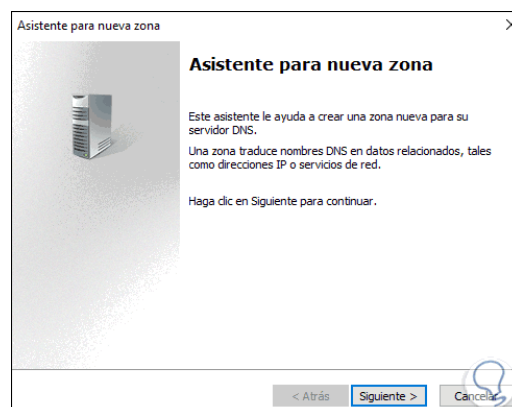 Asistente para nueva zona
Asistente para nueva zona
Este asistente le ayuda a crear una zona nueva para su
servidor DNS.
Una zona traduce nombres DNS en datos relacionados, tales
como direcciones IP o servicios de red.
Haga clic en Siguiente para continuar.
< Atrás
Siguiente >
Cancelar